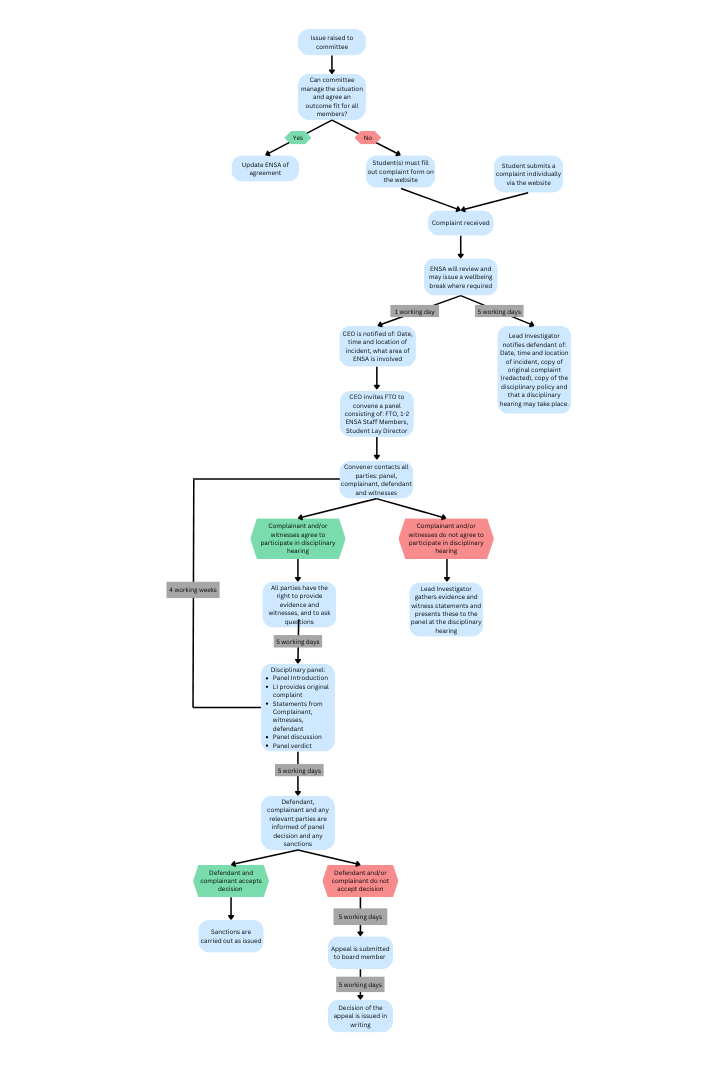 Issue raised to
committee
Can committee
manage the situation
and agree an
outcome fit for all
members?
Yes
No
Update ENSA of
agreement
Student(s) must fill
out complaint form on
the website
Student submits a
complaint individually
via the website
Complaint received
ENSA will review and
may issue a wellbeing
break where required
1 working day
5 working days
CEO is notified of: Date,
time and location of
incident, what area of
ENSA is involved
Lead Investigator
notifies defendant of:
Date, time and location
of incident, copy of
original complaint
(redacted), copy of the
disciplinary policy and
that a disciplinary
hearing may take place.
CEO invites FTO to
convene a panel
consisting of: FTO, 1-2
ENSA Staff Members,
Student Lay Director
Convener contacts all
parties: panel,
complainant, defendant
and witnesses
Complainant and/or
witnesses agree to
participate in disciplinary
hearing
Complainant and/or
witnesses do not agree to
participate in disciplinary
hearing
4 working weeks
All parties have the
right to provide
evidence and
witnesses, and to ask
questions
Lead Investigator
gathers evidence and
witness statements and
presents these to the
panel at the disciplinary
hearing
5 working days
Disciplinary panel:
• Panel Introduction
• LI provides original
complaint
• Statements from
Complainant,
witnesses,
defendant
• Panel discussion
• Panel verdict
5 working days
Defendant,
complainant and any
relevant parties are
informed of panel
decision and any
sanctions
Defendant and
complainant accepts
decision
Defendant and/or
complainant do not
accept decision
Sanctions are
carried out as issued
5 working days
Appeal is submitted
to board member
5 working days
Decision of the
appeal is issued in
writing